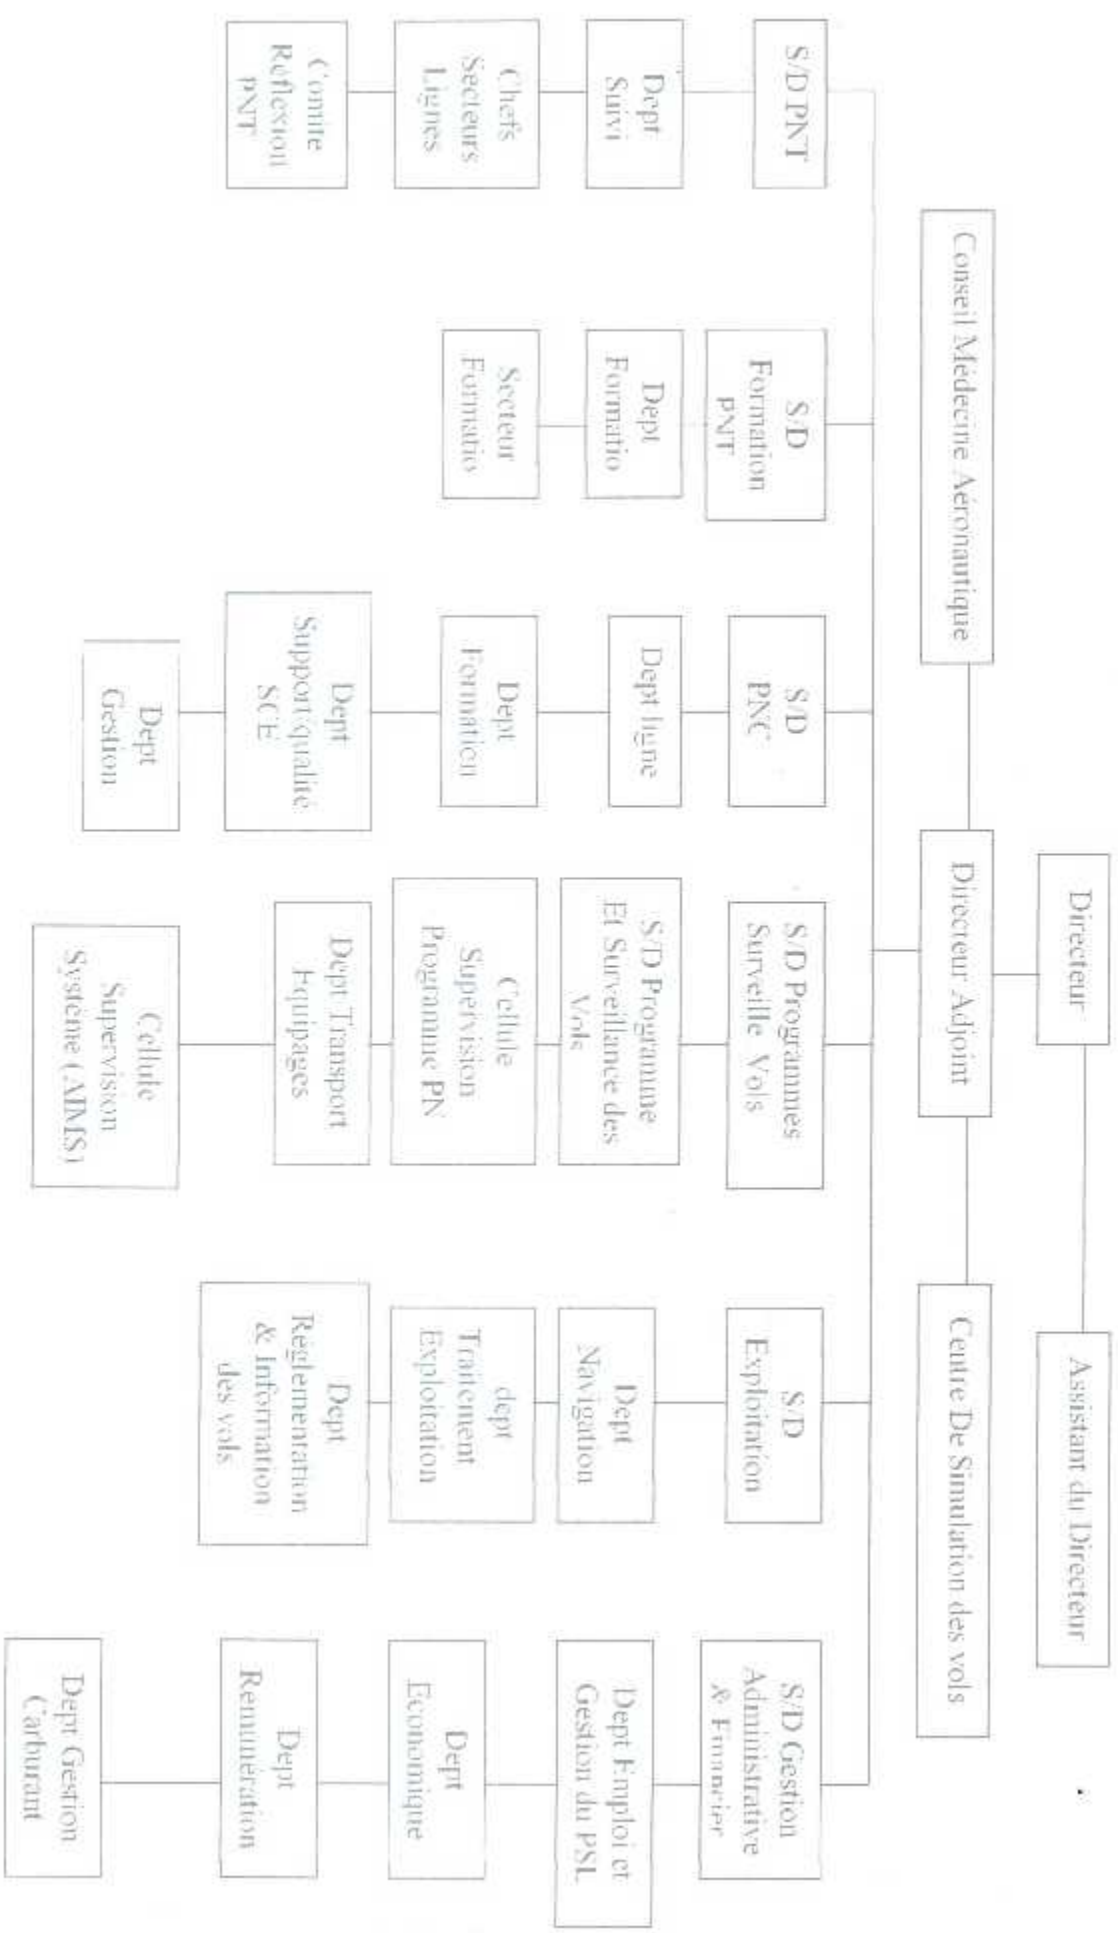 Directeur
Assistant du Directeur
Conseil Médecine Aéronautique
Directeur Adjoint
Centre De Simulation des vols
S/D PNT
Dept
Suivi
Chefs
Secteurs
Lignes
Comite
Réflexion
PNT
S/D
Formation
PNT
Dept
Formatio
Secteur
Formatio
S/D
PNC
Dept ligne
Dept
Formation
Dept
Support qualité
SCE
Dept
Gestion
S/D Programmes
Surveille Vols
S/D Programme
Et Surveillance des
Vols
Cellule
Supervision
Programme PN
Dept Transport
Equipages
Cellule
Supervision
Système (AIMS)
S/D
Exploitation
Dept
Navigation
dept
Traitement
Exploitation
Dept
Réglementation
& Information
des vols
S/D Gestion
Administrative
& Financier
Dept Emploi et
Gestion du PSL
Dept
Economique
Dept
Rémunération
Dept Gestion
Carburant